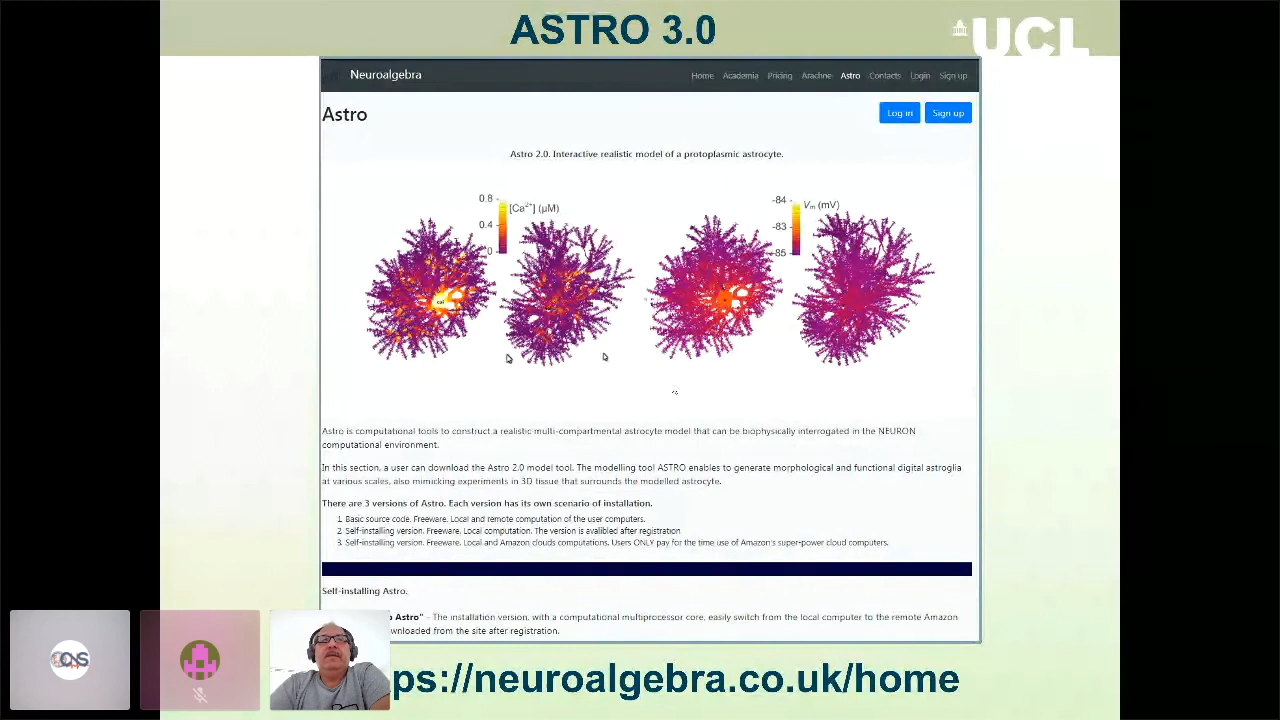 ASTRO 3.0
UCL
Neuroalgebra
Home Academia Pricing Arachne Astro Contacts Login Sign up
Astro
Log in Sign up
Astro 2.0. Interactive realistic model of a protoplasmic astrocyte.
0.8
[Ca2+] (µM)
0.4
0
-84
Vm (mV)
-83
-85
Astro is computational tools to construct a realistic multi-compartmental astrocyte model that can be biophysically interrogated in the NEURON
computational environment.
In this section, a user can download the Astro 2.0 model tool. The modelling tool ASTRO enables to generate morphological and functional digital astroglia
at various scales, also mimicking experiments in 3D tissue that surrounds the modelled astrocyte.
There are 3 versions of Astro. Each version has its own scenario of installation.
1. Basic source code. Freeware. Local and remote computation of the user computers.
2. Self-installing version. Freeware. Local computation. The version is availibled after registration
3. Self-installing version. Freeware. Local and Amazon clouds computations. Users ONLY pay for the time use of Amazon's super-power cloud computers.
Self-installing Astro.
Astro" - The installation version, with a computational multiprocessor core, easily switch from the local computer to the remote Amazon
wnloaded from the site after registration.
ps://neuroalgebra.co.uk/home